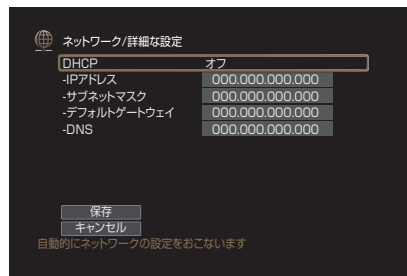 ネットワーク/詳細な設定
DHCP オフ
-IPアドレス 000.000.000.000
-サブネットマスク 000.000.000.000
-デフォルトゲートウェイ 000.000.000.000
-DNS 000.000.000.000
保存
キャンセル
自動的にネットワークの設定をおこないます